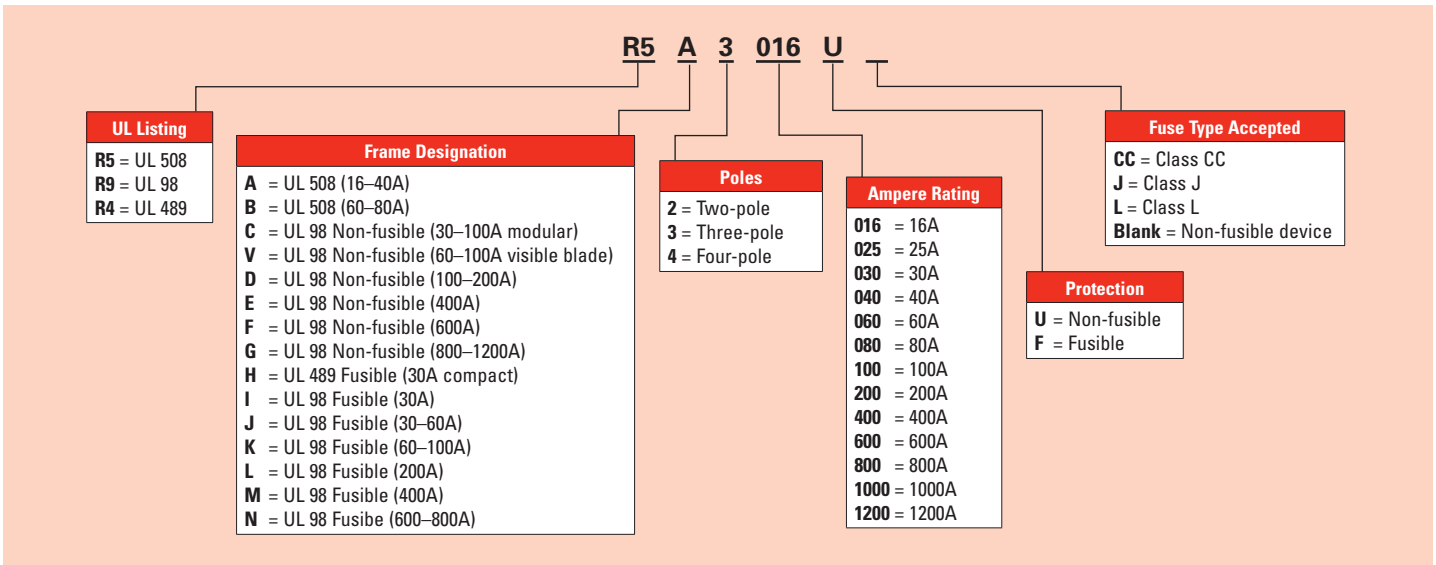 R5 A 3 016 U _
UL Listing
R5 = UL 508
R9 = UL 98
R4 = UL 489
Frame Designation
A = UL 508 (16–40A)
B = UL 508 (60–80A)
C = UL 98 Non-fusible (30–100A modular)
V = UL 98 Non-fusible (60–100A visible blade)
D = UL 98 Non-fusible (100–200A)
E = UL 98 Non-fusible (400A)
F = UL 98 Non-fusible (600A)
G = UL 98 Non-fusible (800–1200A)
H = UL 489 Fusible (30A compact)
I = UL 98 Fusible (30A)
J = UL 98 Fusible (30–60A)
K = UL 98 Fusible (60–100A)
L = UL 98 Fusible (200A)
M = UL 98 Fusible (400A)
N = UL 98 Fusibe (600–800A)
Poles
2 = Two-pole
3 = Three-pole
4 = Four-pole
Ampere Rating
016 = 16A
025 = 25A
030 = 30A
040 = 40A
060 = 60A
080 = 80A
100 = 100A
200 = 200A
400 = 400A
600 = 600A
800 = 800A
1000 = 1000A
1200 = 1200A
Protection
U = Non-fusible
F = Fusible
Fuse Type Accepted
CC = Class CC
J = Class J
L = Class L
Blank = Non-fusible device